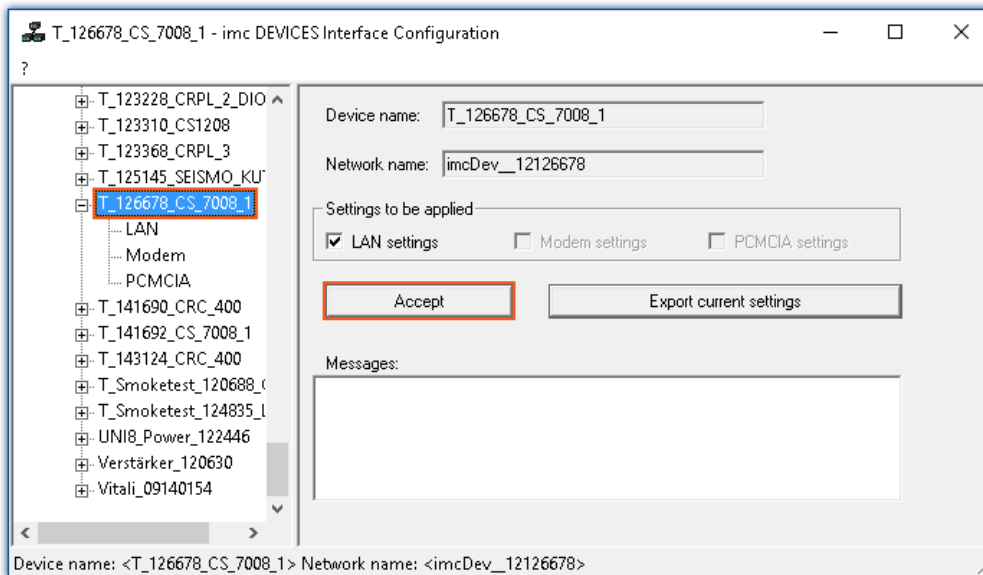 T_126678_CS_7008_1 - imc DEVICES Interface Configuration
?
T_123228_CRPL_2_DIO
T_123310_CS1208
T_123368_CRPL_3
T_125145_SEISMO_KU
T_126678_CS_7008_1
LAN
Modem
PCMCIA
T_141690_CRC_400
T_141692_CS_7008_1
T_143124_CRC_400
T_Smoketest_120688_
T_Smoketest_124835_
UNI8_Power_122446
Verstärker_120630
Vitali_09140154
Device name: T_126678_CS_7008_1
Network name: imcDev__12126678
Settings to be applied
LAN settings Modem settings PCMCIA settings
Accept Export current settings
Messages:
Device name: <T_126678_CS_7008_1> Network name: <imcDev__12126678>